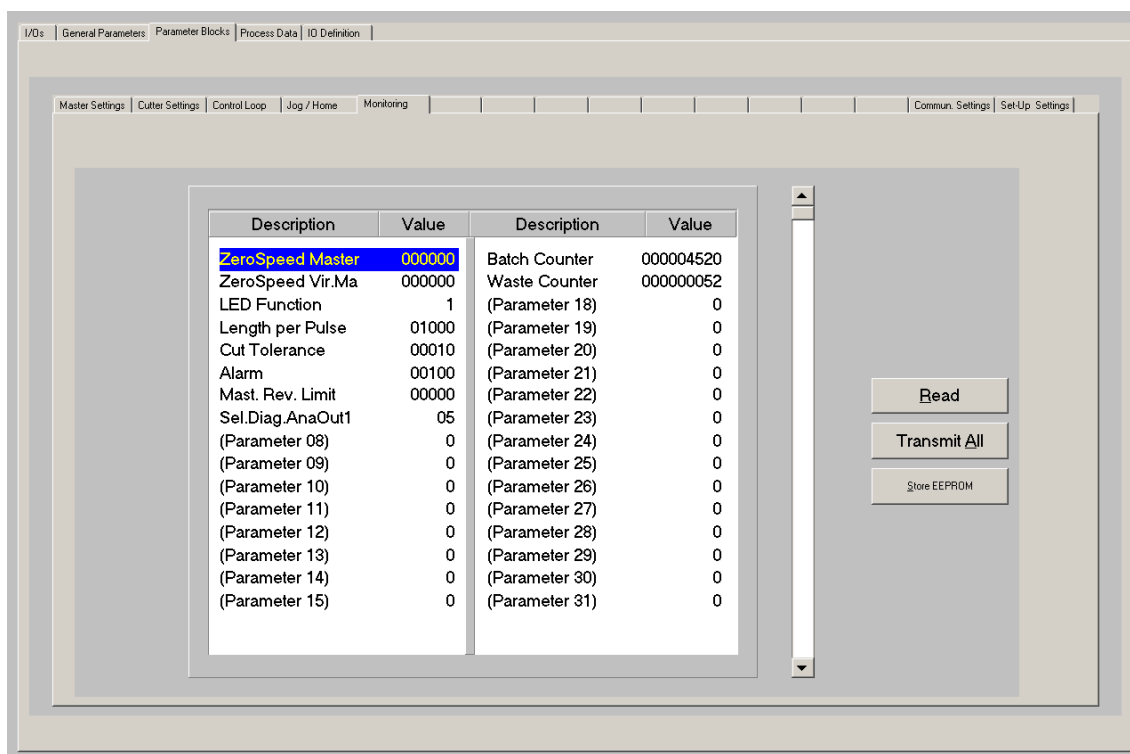 I/Os General Parameters Parameter Blocks Process Data IO Definition
Master Settings Cutter Settings Control Loop Jog / Home Monitoring Commun. Settings Set-Up Settings
Description Value Description Value
ZeroSpeed Master 000000 Batch Counter 000004520
ZeroSpeed Vir.Ma 000000 Waste Counter 000000052
LED Function 1 (Parameter 18) 0
Length per Pulse 01000 (Parameter 19) 0
Cut Tolerance 00010 (Parameter 20) 0
Alarm 00100 (Parameter 21) 0
Mast. Rev. Limit 00000 (Parameter 22) 0
Sel.Diag.AnaOut1 05 (Parameter 23) 0
(Parameter 08) 0 (Parameter 24) 0
(Parameter 09) 0 (Parameter 25) 0
(Parameter 10) 0 (Parameter 26) 0
(Parameter 11) 0 (Parameter 27) 0
(Parameter 12) 0 (Parameter 28) 0
(Parameter 13) 0 (Parameter 29) 0
(Parameter 14) 0 (Parameter 30) 0
(Parameter 15) 0 (Parameter 31) 0
Read
Transmit All
Store EEPROM